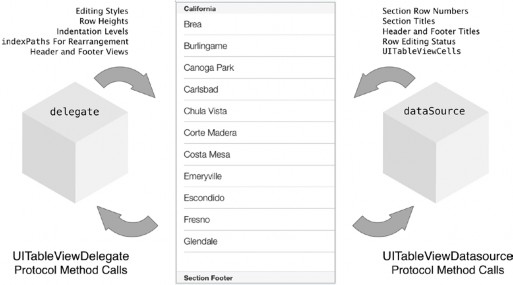 Editing Styles
Row Heights
Indentation Levels
indexPaths For Rearrangement
Header and Footer Views
delegate
UITableViewDelegate
Protocol Method Calls
California
Brea
Burlingame
Canoga Park
Carlsbad
Chula Vista
Corte Madera
Costa Mesa
Emeryville
Escondido
Fresno
Glendale
Section Footer
Section Row Numbers
Section Titles
Header and Footer Titles
Row Editing Status
UITableViewCells
dataSource
UITableViewDatasource
Protocol Method Calls